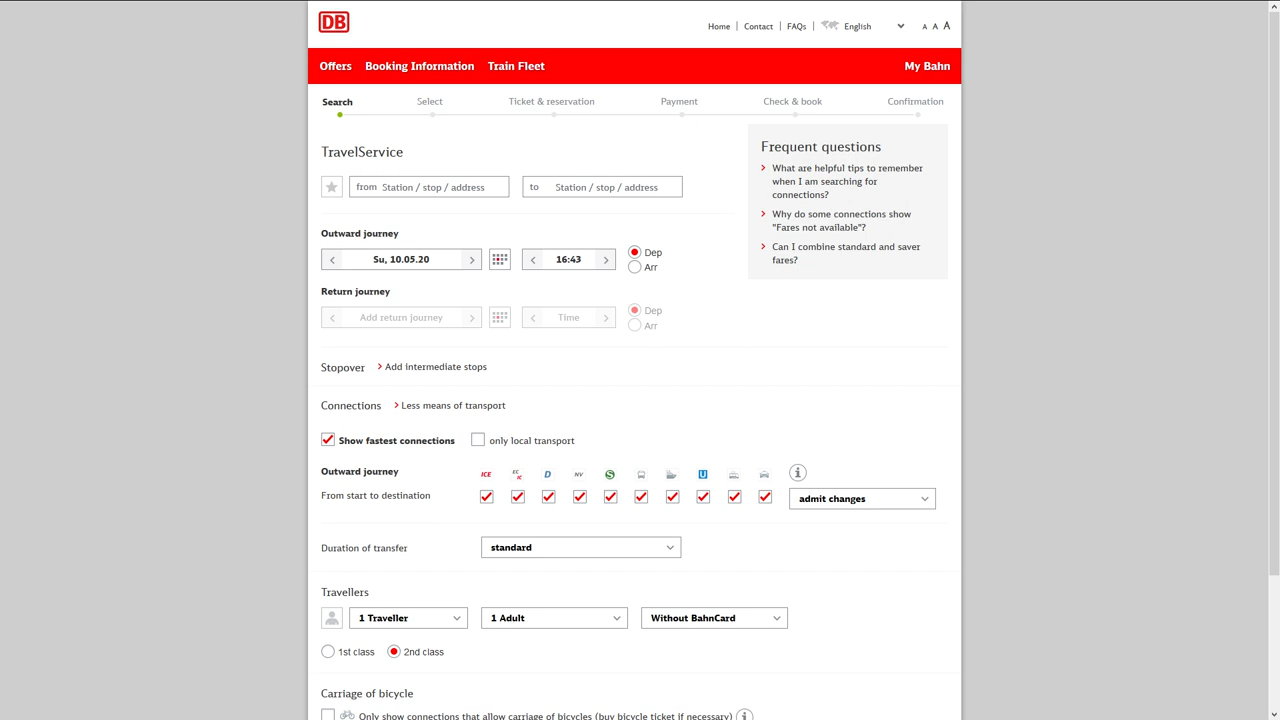 DB
Home
Contact
FAQs
English
A A A
Offers
Booking Information
Train Fleet
My Bahn
Search
Select
Ticket & reservation
Payment
Check & book
Confirmation
TravelService
from Station / stop / address
to Station / stop / address
Frequent questions
What are helpful tips to remember
when I am searching for
connections?
Why do some connections show
"Fares not available"?
Can I combine standard and saver
fares?
Outward journey
Su, 10.05.20
16:43
Dep
Arr
Return journey
Add return journey
Time
Dep
Arr
Stopover
Add intermediate stops
Connections
Less means of transport
Show fastest connections
only local transport
Outward journey
ICE
EC
IC
D
NV
S
U
i
From start to destination
admit changes
Duration of transfer
standard
Travellers
1 Traveller
1 Adult
Without BahnCard
1st class
2nd class
Carriage of bicycle
Only show connections that allow carriage of bicycles (buy bicycle ticket if necessary)
i